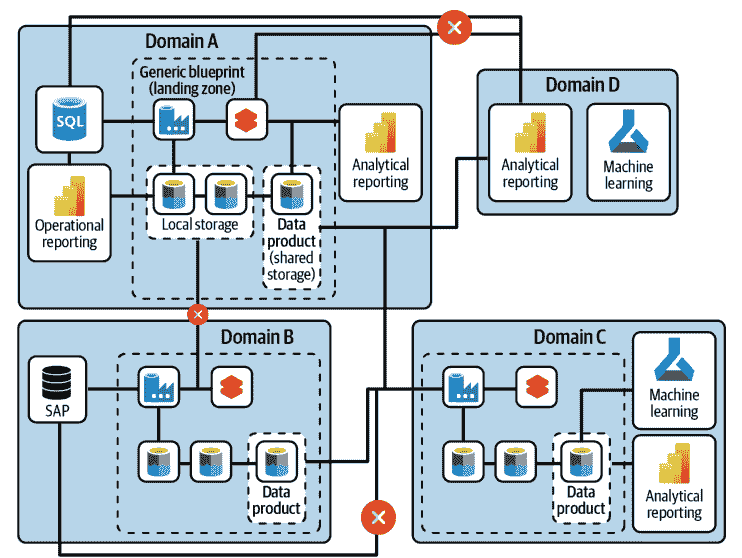 Domain A
Generic blueprint
(landing zone)
SQL
Operational
reporting
Local storage
Data
product
(shared
storage)
Analytical
reporting
Domain D
Analytical
reporting
Machine
learning
Domain B
SAP
Data
product
Domain C
Data
product
Machine
learning
Analytical
reporting